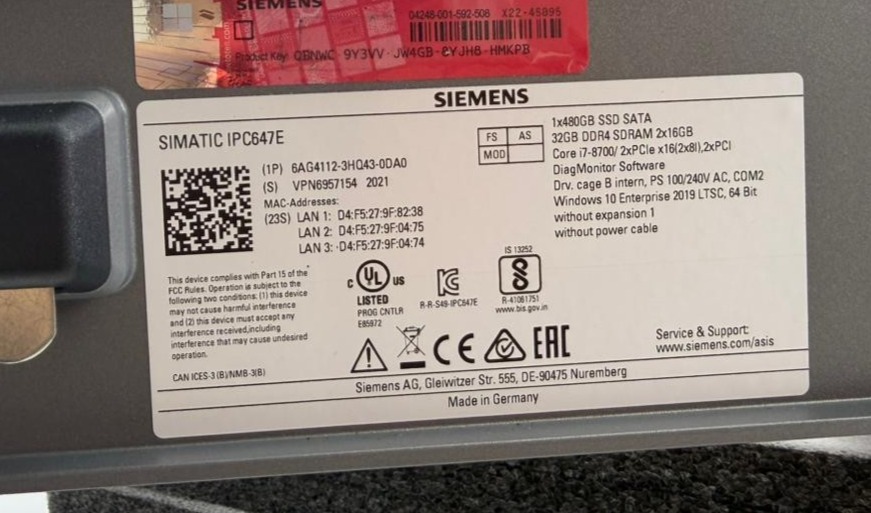 SIEMENS
04248-001-592-508 X22-45895
Product Key: QBNWC-9Y3VV-JW4GB-8YJH8-HMKPB
SIEMENS
SIMATIC IPC647E
(1P) 6AG4112-3HQ43-0DA0
(S) VPN6957154 2021
MAC-Addresses:
(23S) LAN 1: D4:F5:27:9F:82:38
LAN 2: D4:F5:27:9F:04:75
LAN 3: D4:F5:27:9F:04:74
FS AS
MOD
1x480GB SSD SATA
32GB DDR4 SDRAM 2x16GB
Core i7-8700/ 2xPCIe x16(2x8l),2xPCI
DiagMonitor Software
Drv. cage B intern, PS 100/240V AC, COM2
Windows 10 Enterprise 2019 LTSC, 64 Bit
without expansion 1
without power cable
This device complies with Part 15 of the
FCC Rules. Operation is subject to the
following two conditions: (1) this device
may not cause harmful interference
and (2) this device must accept any
interference received,including
interference that may cause undesired
operation.
CAN ICES-3 (B)/NMB-3(B)
C UL US
LISTED
PROG CNTLR
E85972
R-R-S49-IPC647E
IS 13252
R-41061751
www.bis.gov.in
CE
EAC
Service & Support:
www.siemens.com/asis
Siemens AG, Gleiwitzer Str. 555, DE-90475 Nuremberg
Made in Germany